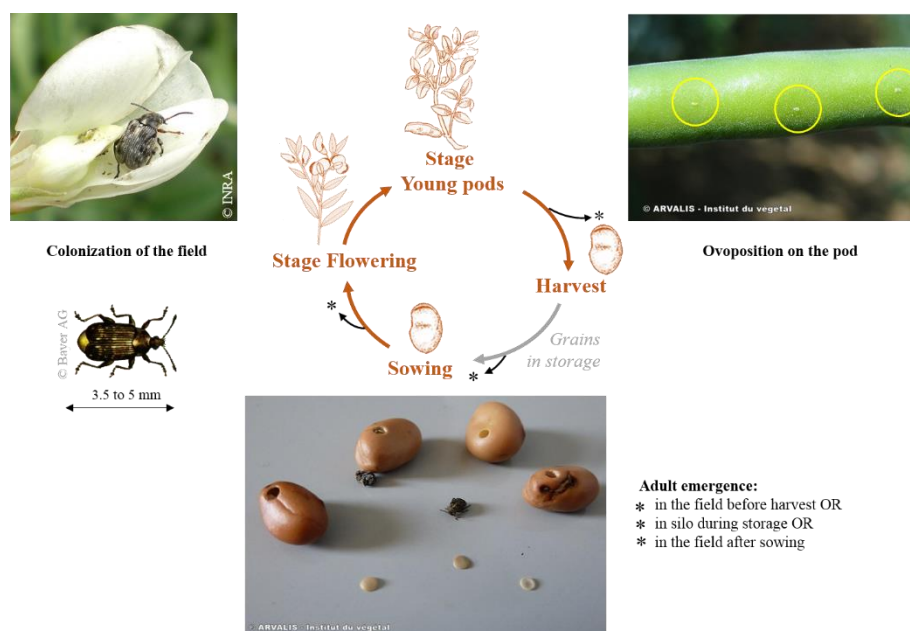 © INRA
Colonization of the field
© Bayer AG
3.5 to 5 mm
Stage
Young pods
Stage Flowering
*
Harvest
*
Sowing
Grains
in storage
*
© ARVALIS - Institut du végétal
Ovoposition on the pod
© ARVALIS - Institut du végétal
Adult emergence:
* in the field before harvest OR
* in silo during storage OR
* in the field after sowing